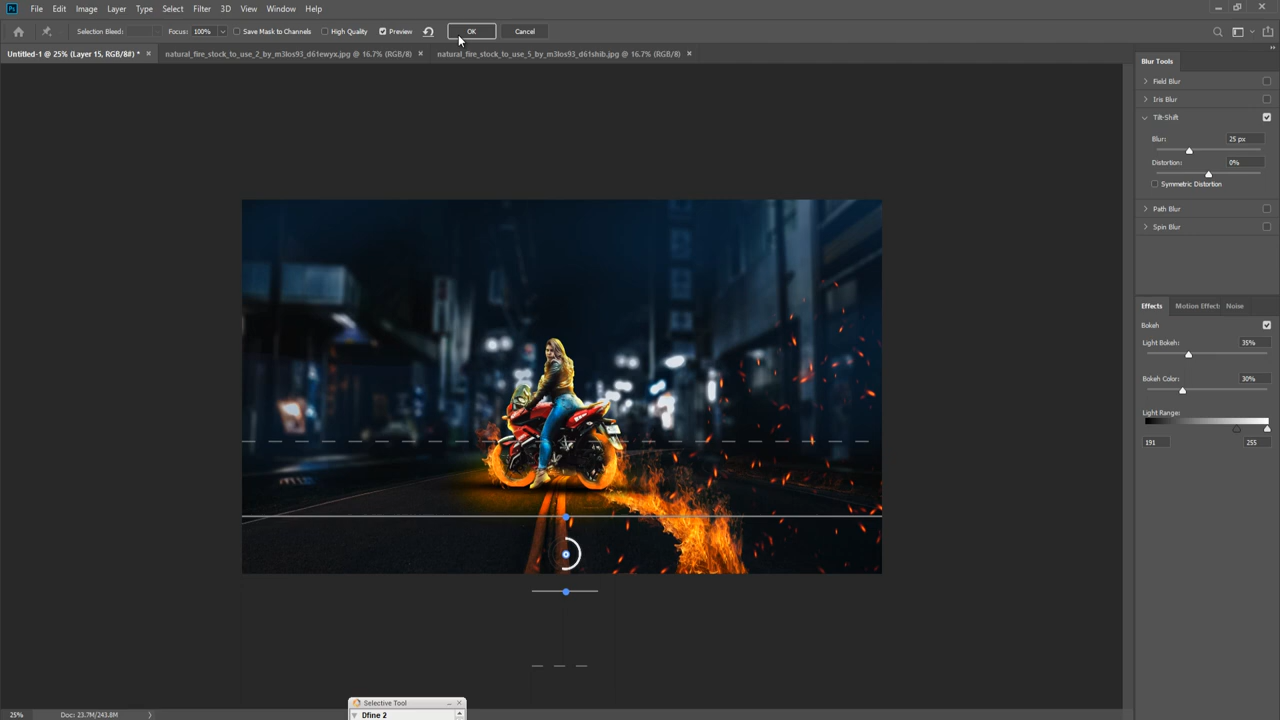 Ps File Edit Image Layer Type Select Filter 3D View Window Help
Selection Bleed: Focus: 100% Save Mask to Channels High Quality Preview OK Cancel
Untitled-1 @ 25% (Layer 15, RGB/8#) * × natural_fire_stock_to_use_2_by_m3los93_d61ewyx.jpg @ 16.7% (RGB/8) × natural_fire_stock_to_use_5_by_m3los93_d61shib.jpg @ 16.7% (RGB/8) ×
Blur Tools
Field Blur
Iris Blur
Tilt-Shift
Blur: 25 px
Distortion: 0%
Symmetric Distortion
Path Blur
Spin Blur
Effects Motion Effects Noise
Bokeh
Light Bokeh: 35%
Bokeh Color: 30%
Light Range:
191 255
Selective Tool
Dfine 2
25% Doc: 23.7M/243.8M